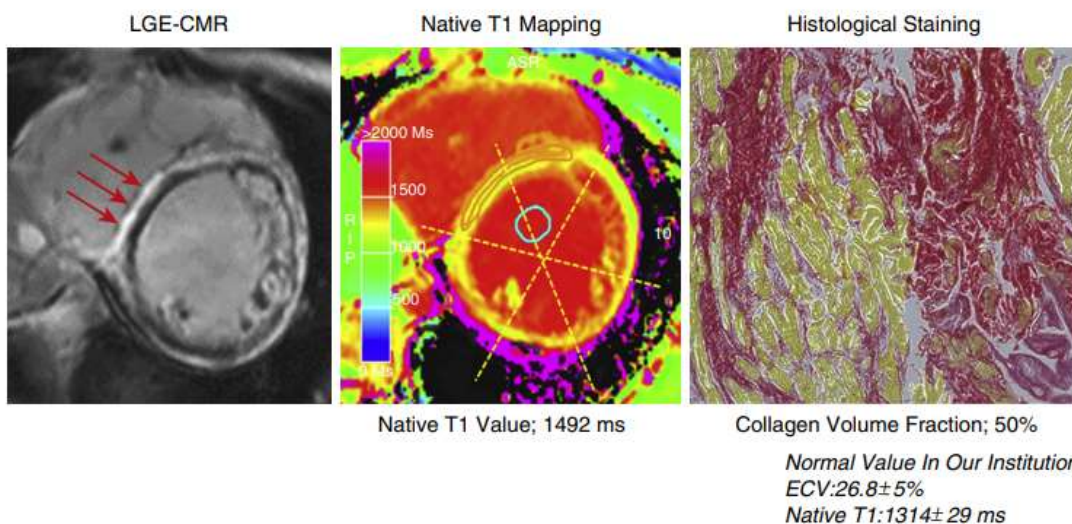 LGE-CMR
Native T1 Mapping
Histological Staining
ASR
>2000 Ms
1500
R
I
P
1000
10
500
0 Ms
Native T1 Value; 1492 ms
Collagen Volume Fraction; 50%
Normal Value In Our Institution
ECV:26.8±5%
Native T1:1314±29 ms